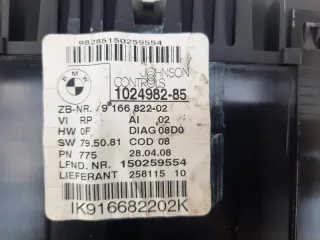 98285150259554
BMW
JOHNSON
CONTROLS
1024982-85
ZB-NR. 9 166 822-02
VI RP AI 02
HW 0F DIAG 08D0
SW 79.50.81 COD 08
PN 775 28.04.08
LFND. NR. 150259554
LIEFERANT 258115 10
IK916682202K